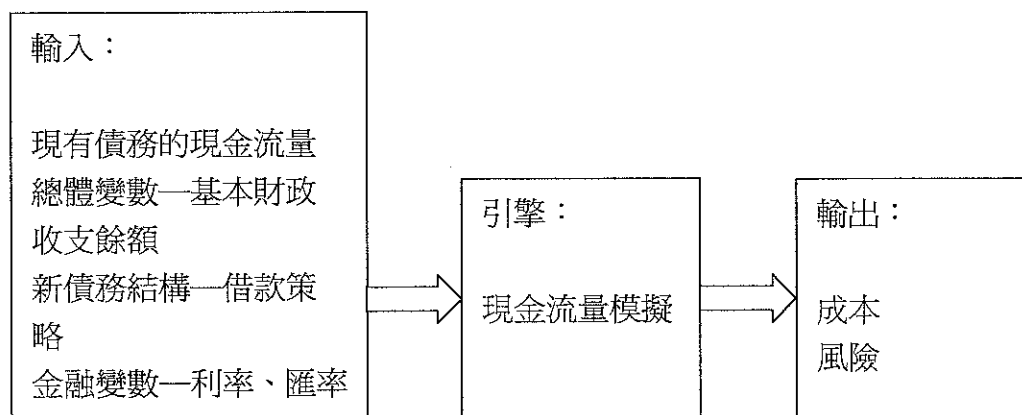 輸入：
現有債務的現金流量
總體變數—基本財政
收支餘額
新債務結構—借款策
略
金融變數—利率、匯率
引擎：
現金流量模擬
輸出：
成本
風險